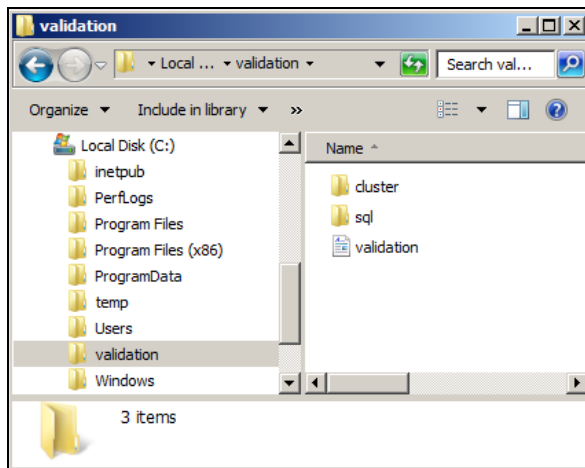 validation
Local ... validation
Search val...
Organize Include in library »
Local Disk (C:)
inetpub
PerfLogs
Program Files
Program Files (x86)
ProgramData
temp
Users
validation
Windows
Name
cluster
sql
validation
3 items